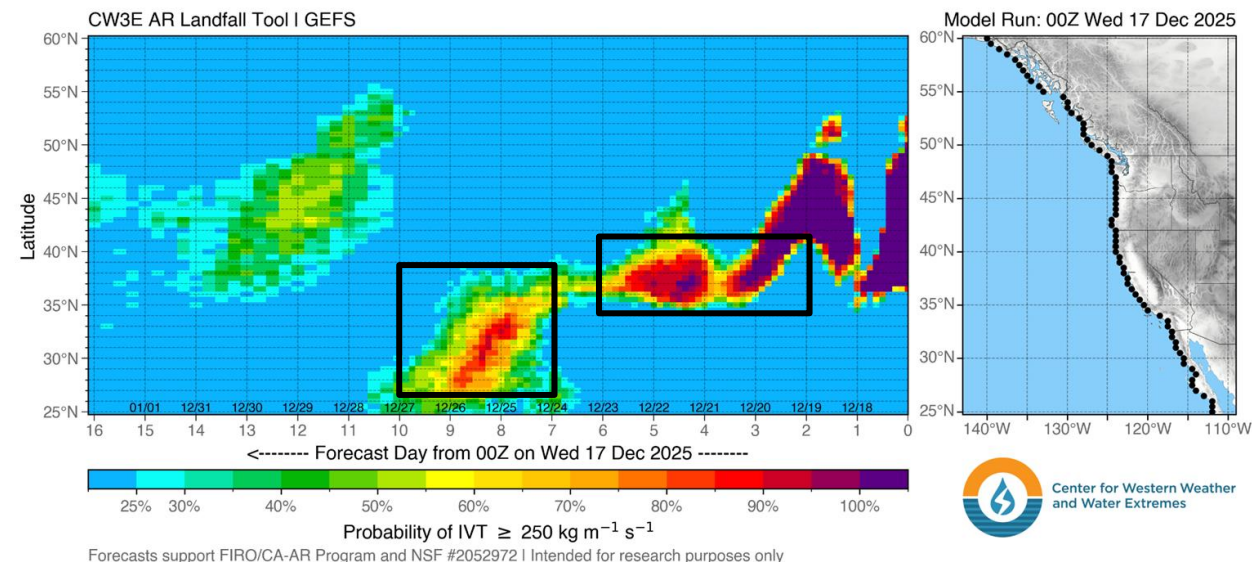 CW3E AR Landfall Tool | GEFS
Model Run: 00Z Wed 17 Dec 2025
60°N
55°N
50°N
45°N
40°N
35°N
30°N
25°N
Latitude
01/01 12/31 12/30 12/29 12/28 12/27 12/26 12/25 12/24 12/23 12/22 12/21 12/20 12/19 12/18
16 15 14 13 12 11 10 9 8 7 6 5 4 3 2 1 0
<-------- Forecast Day from 00Z on Wed 17 Dec 2025 --------
25% 30% 40% 50% 60% 70% 80% 90% 100%
Probability of IVT ≥ 250 kg m⁻¹ s⁻¹
Forecasts support FIRO/CA-AR Program and NSF #2052972 | Intended for research purposes only
60°N
55°N
50°N
45°N
40°N
35°N
30°N
25°N
140°W 130°W 120°W 110°W
Center for Western Weather
and Water Extremes